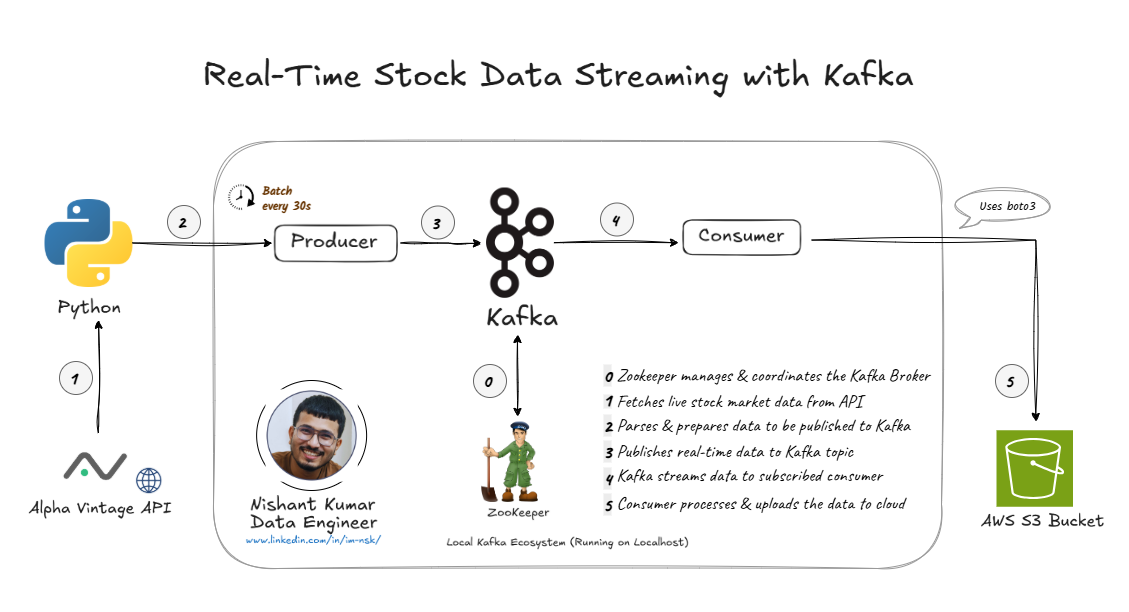 Real-Time Stock Data Streaming with Kafka
Batch
every 30s
Uses boto3
2
Producer
3
4
Consumer
Python
Kafka
1
0
5
0 Zookeeper manages & coordinates the Kafka Broker
1 Fetches live stock market data from API
2 Parses & prepares data to be published to Kafka
3 Publishes real-time data to Kafka topic
4 Kafka streams data to subscribed consumer
5 Consumer processes & uploads the data to cloud
Alpha Vintage API
Nishant Kumar
Data Engineer
www.linkedin.com/in/im-nsk/
ZooKeeper
AWS S3 Bucket
Local Kafka Ecosystem (Running on Localhost)